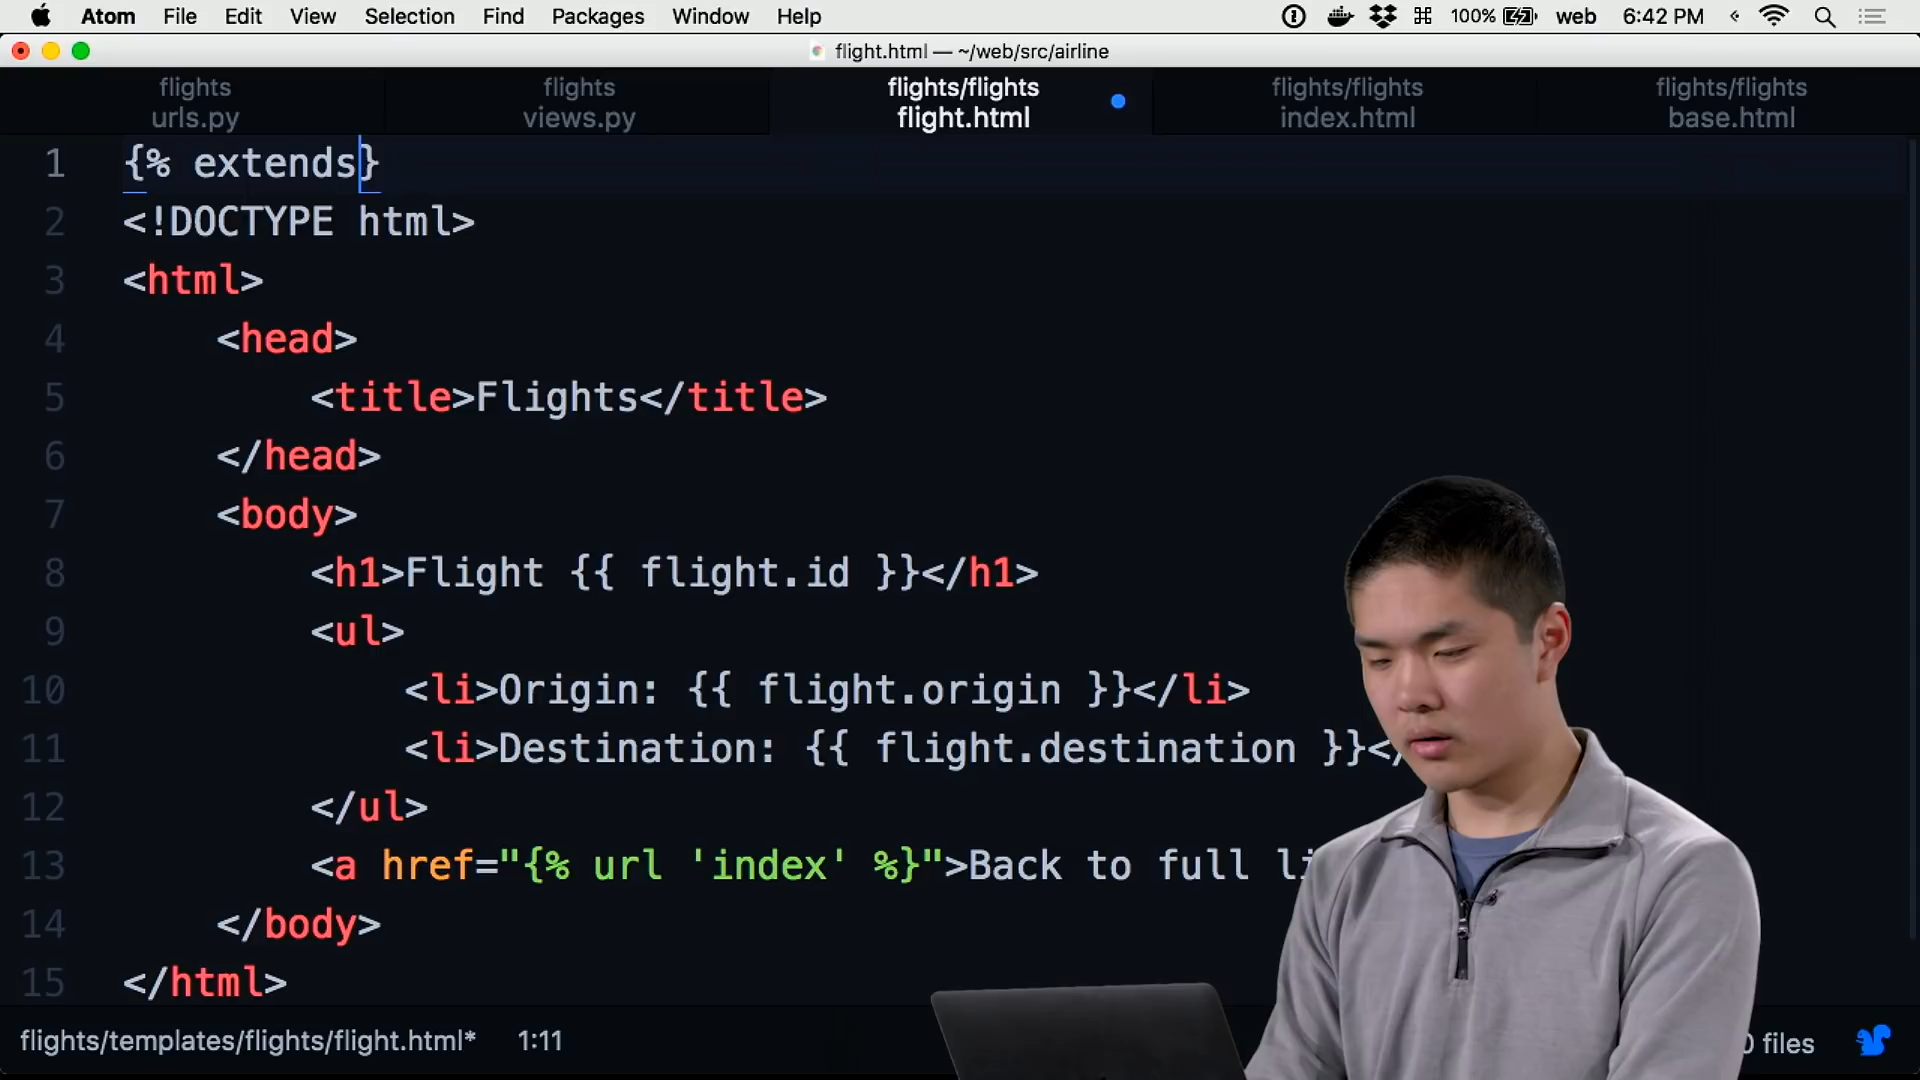 Atom File Edit View Selection Find Packages Window Help 100% web 6:42 PM
flight.html — ~/web/src/airline
flights urls.py
flights views.py
flights/flights flight.html
flights/flights index.html
flights/flights base.html
1 {% extends}
2 <!DOCTYPE html>
3 <html>
4 <head>
5 <title>Flights</title>
6 </head>
7 <body>
8 <h1>Flight {{ flight.id }}</h1>
9 <ul>
10 <li>Origin: {{ flight.origin }}</li>
11 <li>Destination: {{ flight.destination }}</
12 </ul>
13 <a href="{% url 'index' %}">Back to full li
14 </body>
15 </html>
flights/templates/flights/flight.html* 1:11 0 files